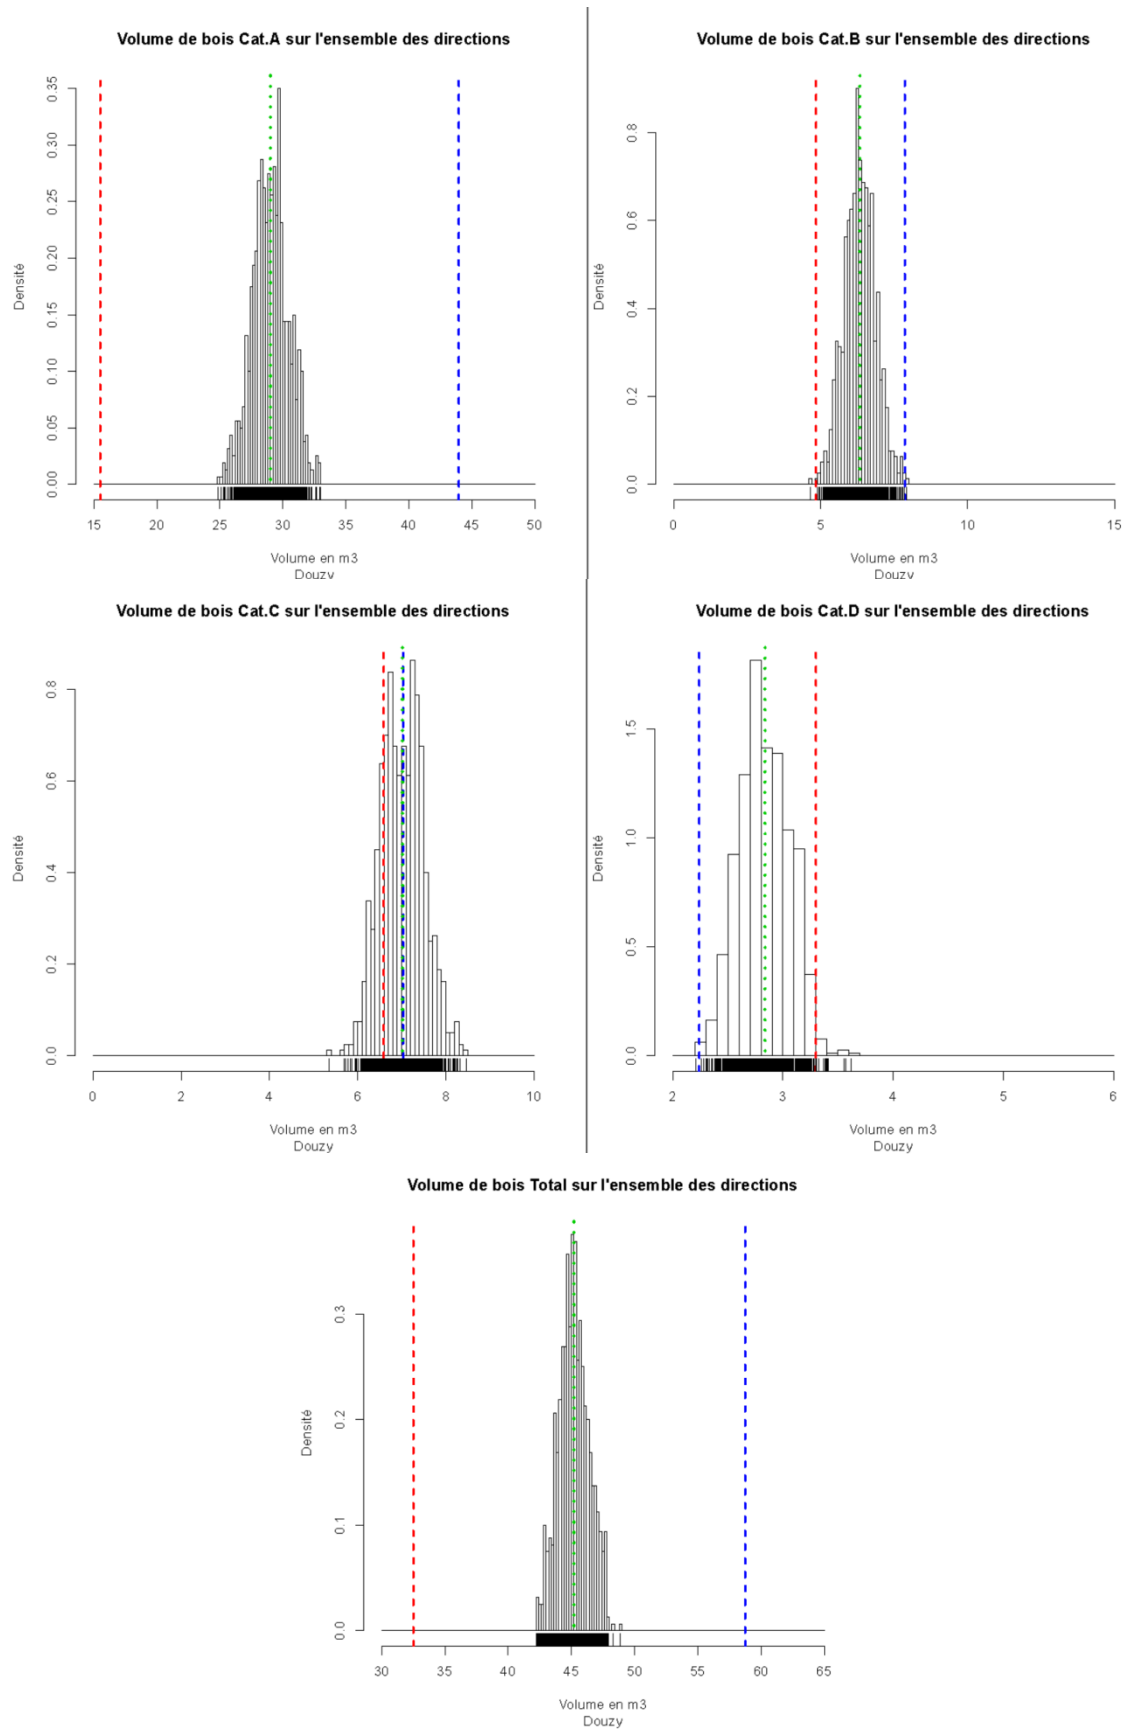 Volume de bois Cat.A sur l'ensemble des directions
Densité
0.00 0.05 0.10 0.15 0.20 0.25 0.30 0.35
15 20 25 30 35 40 45 50
Volume en m3
Douzy
Volume de bois Cat.B sur l'ensemble des directions
Densité
0.0 0.2 0.4 0.6 0.8
0 5 10 15
Volume en m3
Douzy
Volume de bois Cat.C sur l'ensemble des directions
Densité
0.0 0.2 0.4 0.6 0.8
0 2 4 6 8 10
Volume en m3
Douzy
Volume de bois Cat.D sur l'ensemble des directions
Densité
0.0 0.5 1.0 1.5
2 3 4 5 6
Volume en m3
Douzy
Volume de bois Total sur l'ensemble des directions
Densité
0.0 0.1 0.2 0.3
30 35 40 45 50 55 60 65
Volume en m3
Douzy